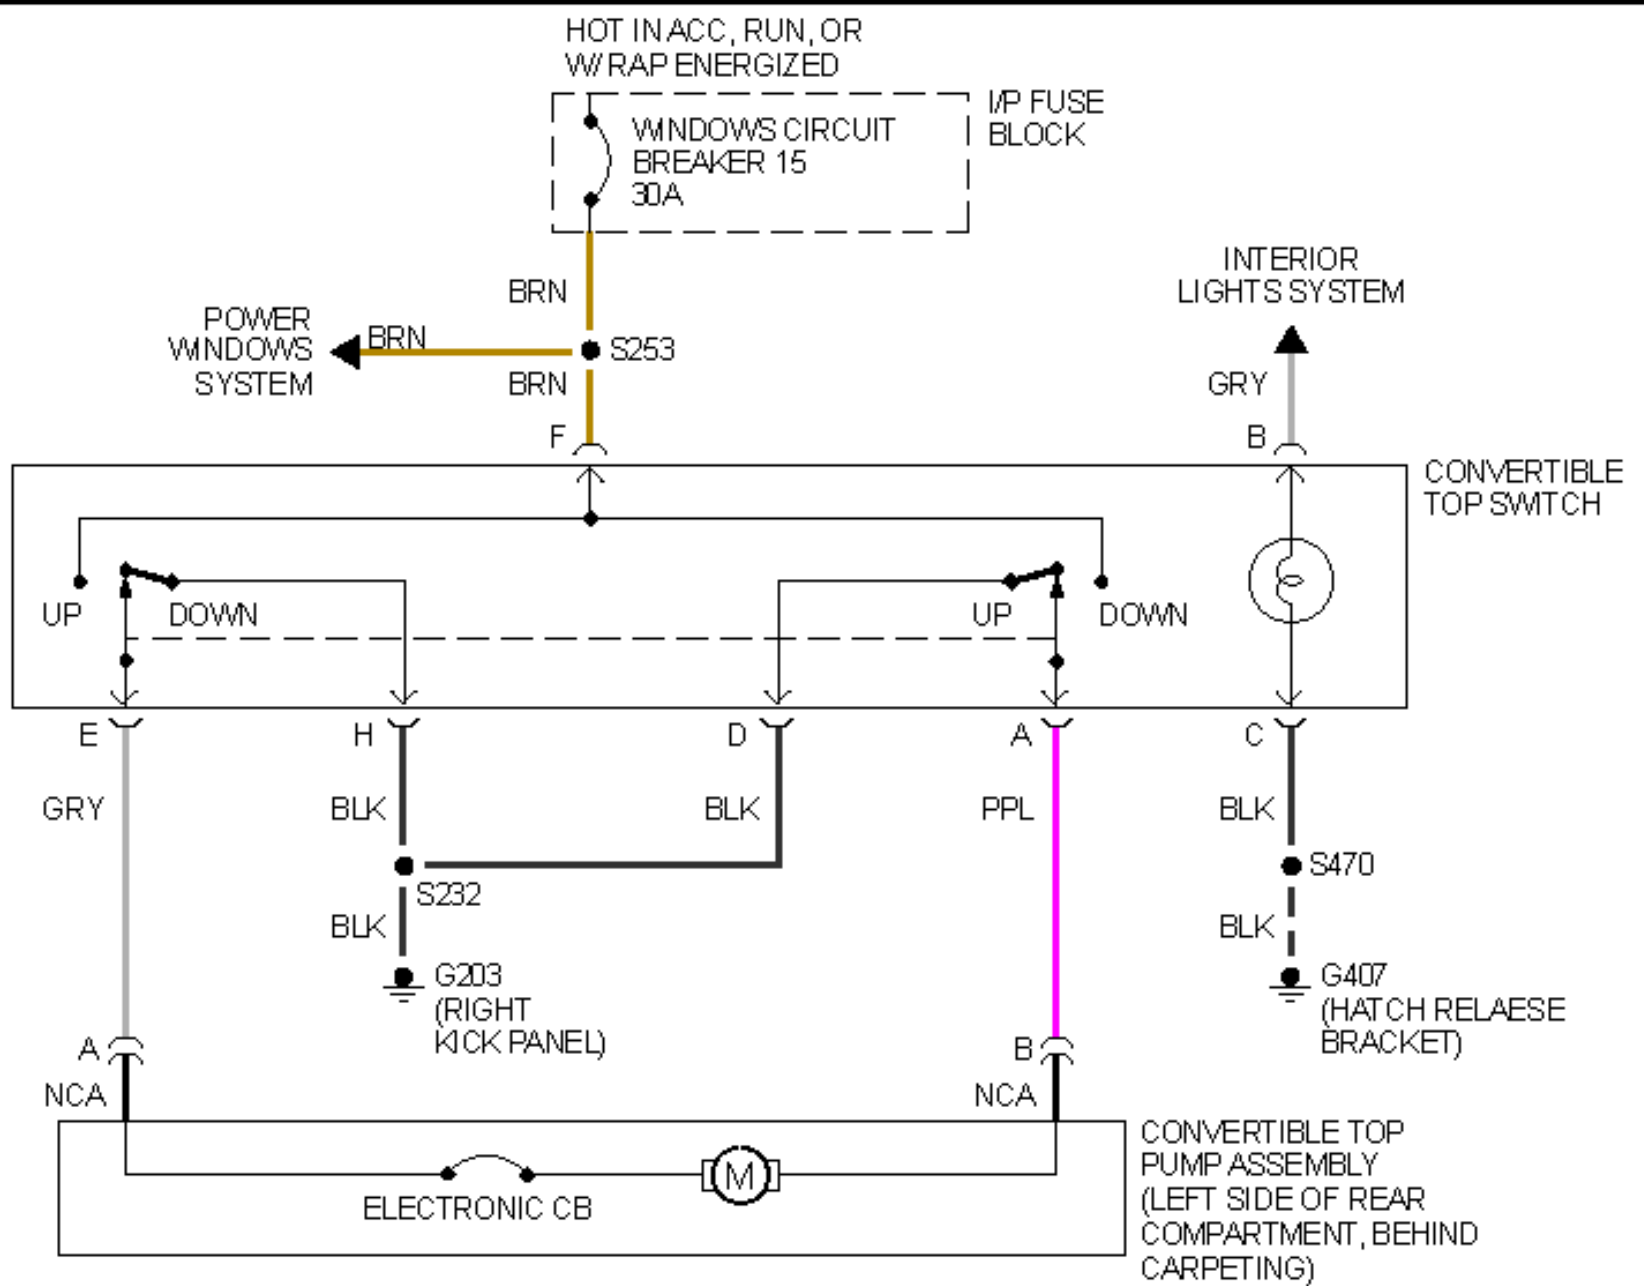 HOT IN ACC, RUN, OR
W/ RAP ENERGIZED
I/P FUSE
BLOCK
WINDOWS CIRCUIT
BREAKER 15
30A
INTERIOR
LIGHTS SYSTEM
BRN
POWER
WINDOWS
SYSTEM
BRN
S253
BRN
GRY
F
B
CONVERTIBLE
TOP SWITCH
UP
DOWN
UP
DOWN
E
H
D
A
C
GRY
BLK
BLK
PPL
BLK
S232
S470
BLK
BLK
G203
(RIGHT
KICK PANEL)
G407
(HATCH RELAESE
BRACKET)
A
B
NCA
NCA
CONVERTIBLE TOP
PUMP ASSEMBLY
(LEFT SIDE OF REAR
COMPARTMENT, BEHIND
CARPETING)
M
ELECTRONIC CB